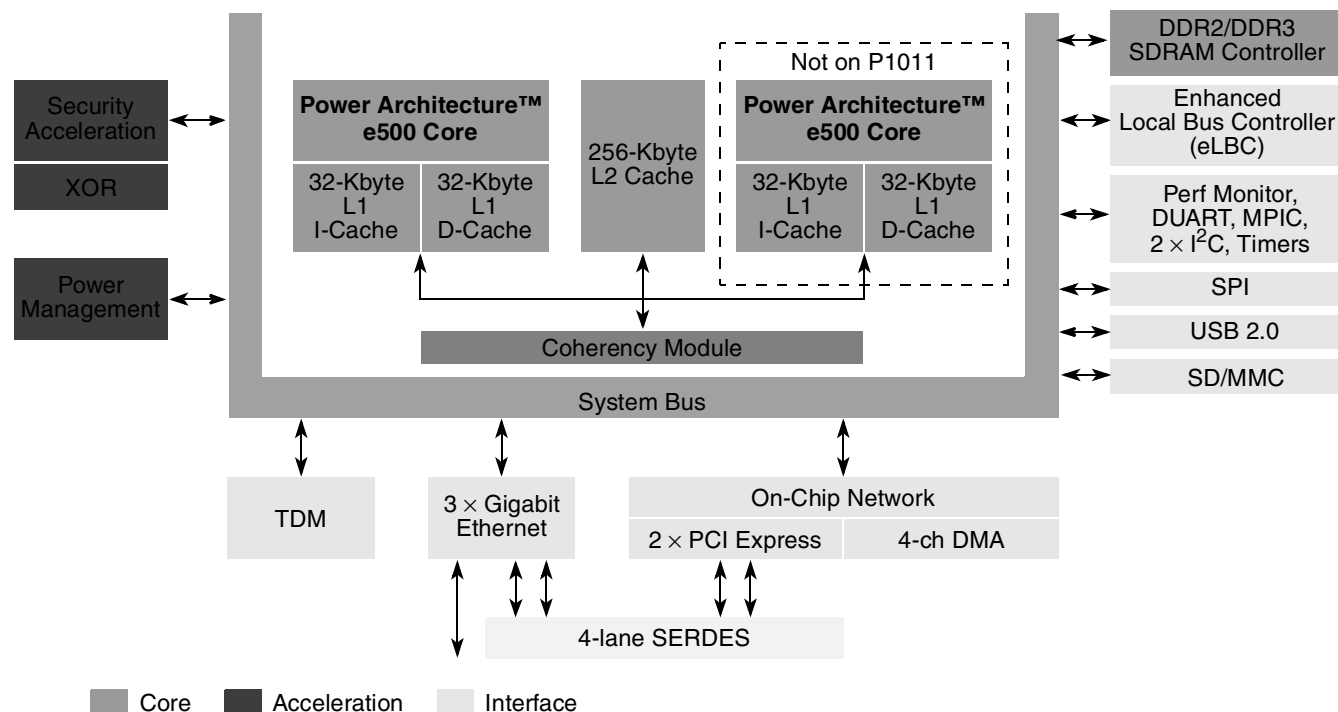 Security
Acceleration
XOR
Power
Management
Not on P1011
Power Architecture™
e500 Core
32-Kbyte
L1
I-Cache
32-Kbyte
L1
D-Cache
256-Kbyte
L2 Cache
Power Architecture™
e500 Core
32-Kbyte
L1
I-Cache
32-Kbyte
L1
D-Cache
Coherency Module
System Bus
DDR2/DDR3
SDRAM Controller
Enhanced
Local Bus Controller
(eLBC)
Perf Monitor,
DUART, MPIC,
2 × I²C, Timers
SPI
USB 2.0
SD/MMC
TDM
3 × Gigabit
Ethernet
On-Chip Network
2 × PCI Express
4-ch DMA
4-lane SERDES
Core
Acceleration
Interface